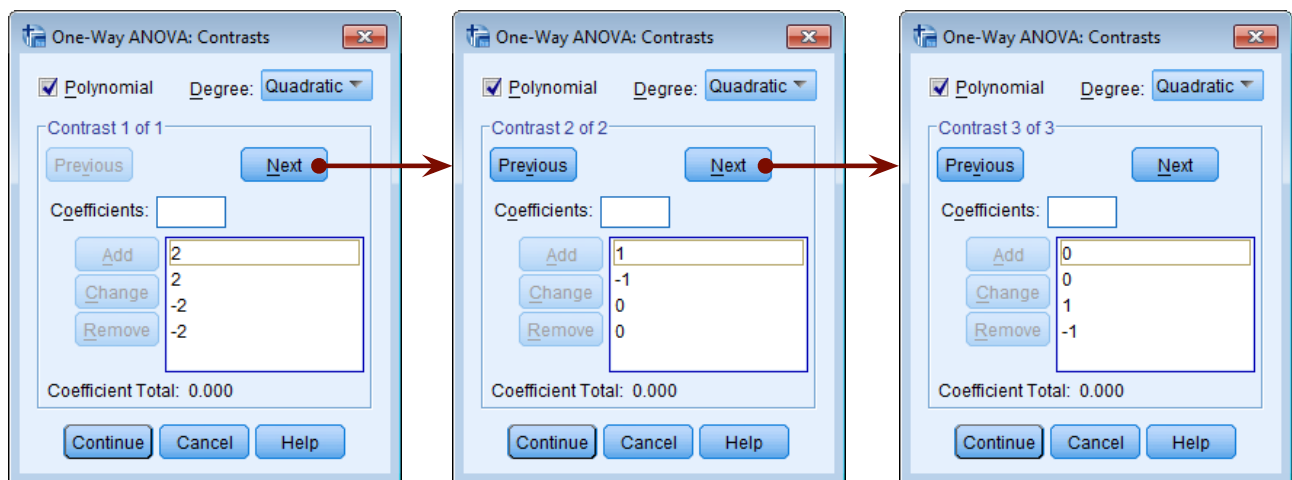 One-Way ANOVA: Contrasts
Polynomial Degree: Quadratic
Contrast 1 of 1
Previous Next
Coefficients:
Add 2
2
Change -2
Remove -2
Coefficient Total: 0.000
Continue Cancel Help
One-Way ANOVA: Contrasts
Polynomial Degree: Quadratic
Contrast 2 of 2
Previous Next
Coefficients:
Add 1
-1
Change 0
Remove 0
Coefficient Total: 0.000
Continue Cancel Help
One-Way ANOVA: Contrasts
Polynomial Degree: Quadratic
Contrast 3 of 3
Previous Next
Coefficients:
Add 0
0
Change 1
Remove -1
Coefficient Total: 0.000
Continue Cancel Help